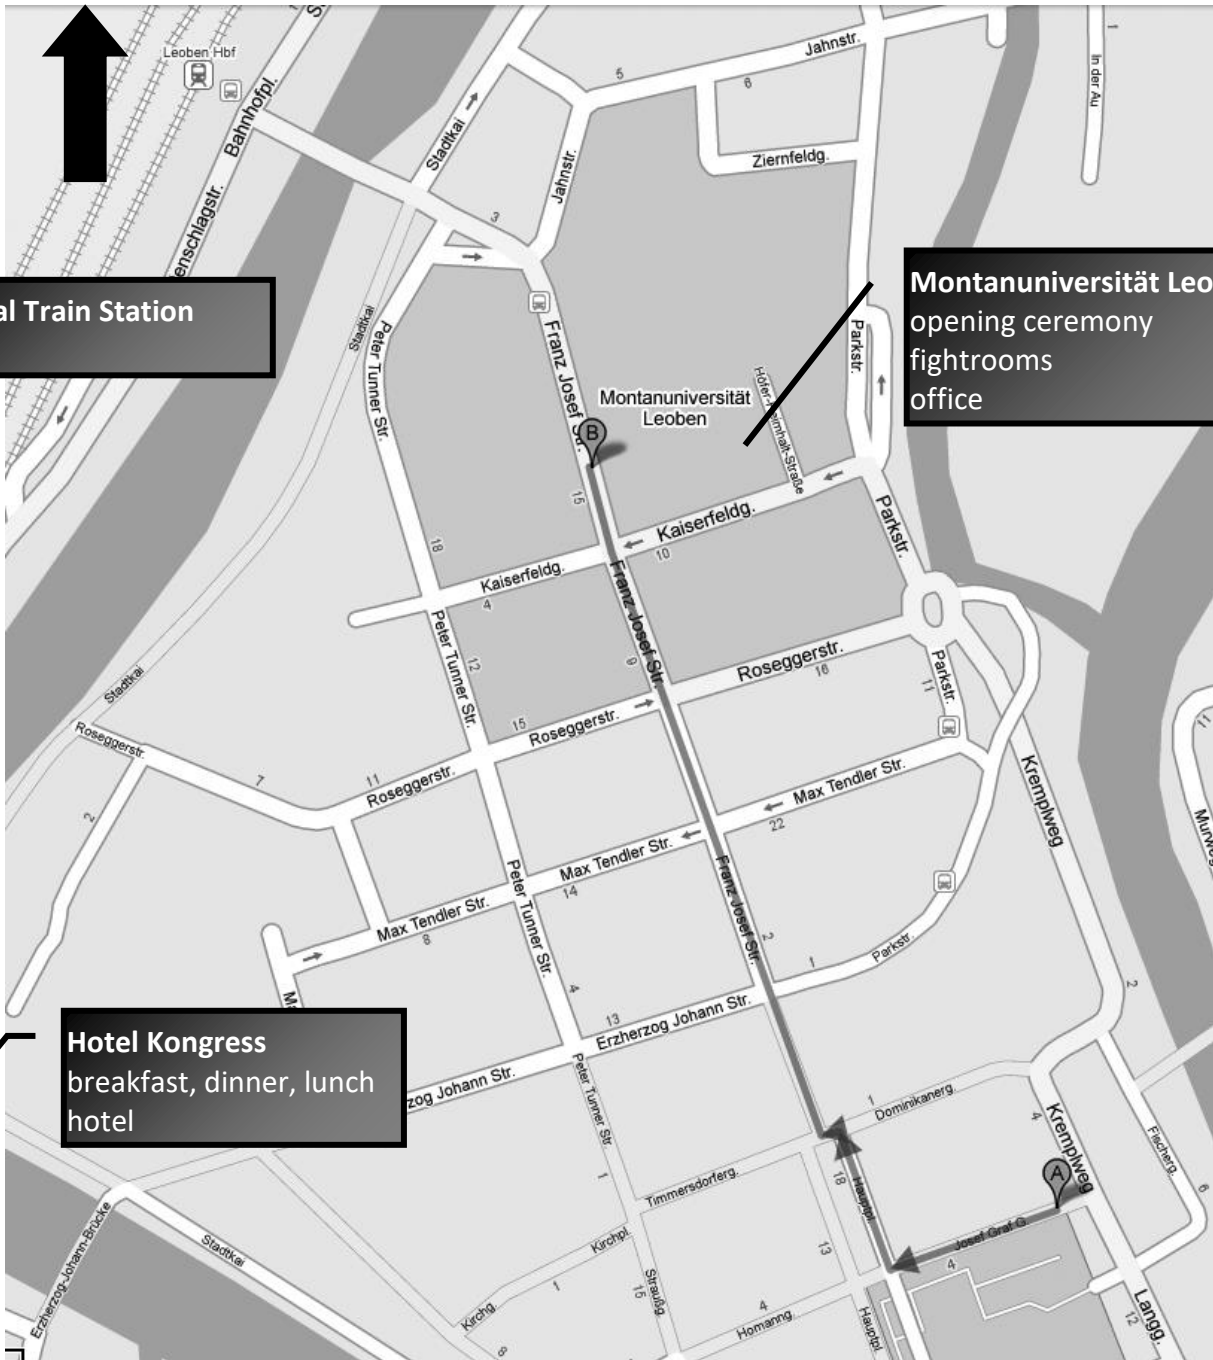 Leoben Hbf
Bahnhofpl.
Stadtkai
Jahnstr.
5
6
Jahnstr.
1
In der Au
Ziernfeldg.
3
al Train Station
Montanuniversität Leo
opening ceremony
fightrooms
office
enschlagstr.
Stadtkai
Peter Tunner Str.
Franz Josef Str.
Parkstr.
Montanuniversität
Leoben
B
15
Kaiserfeldg.
10
Parkstr.
18
Kaiserfeldg.
4
Franz Josef Str.
9
Peter Tunner Str.
12
Roseggerstr.
16
Parkstr.
11
Stadtkai
Roseggerstr.
15
Roseggerstr.
7
11
Roseggerstr.
2
Max Tendler Str.
22
Kremplweg
11
Murweg
Max Tendler Str.
14
Peter Tunner Str.
Franz Josef Str.
2
Max Tendler Str.
8
Parkstr.
1
4
2
Hotel Kongress
breakfast, dinner, lunch
hotel
13
Erzherzog Johann Str.
zog Johann Str.
Peter Tunner Str
1
Dominikanerg.
1
4
Kremplweg
Fischerg.
6
Timmersdorferg.
18
Hauptpl.
A
Josef Graf G.
4
Erzherzog-Johann-Brücke
Stadtkai
Kirchpl.
1
Kirchg.
8
Straußg.
15
13
4
Homanng.
Hauptpl.
Langg.
12